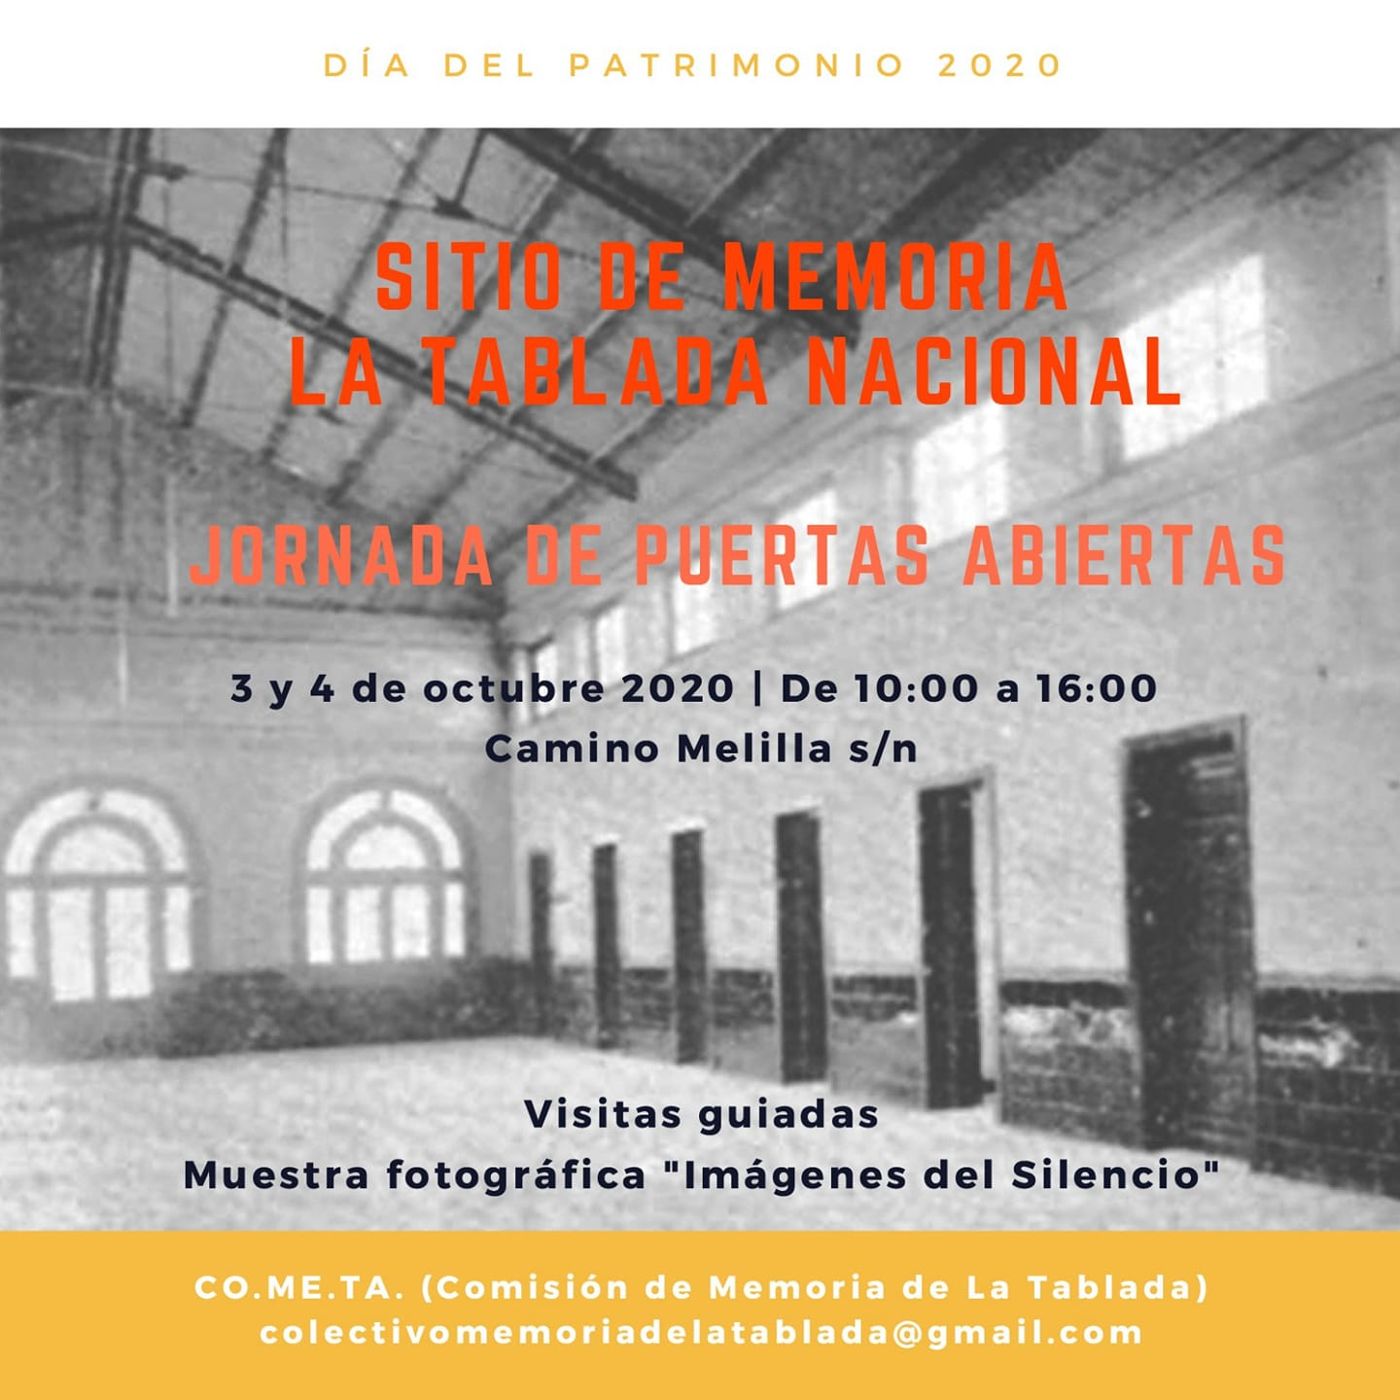 DÍA DEL PATRIMONIO 2020
SITIO DE MEMORIA
LA TABLADA NACIONAL
JORNADA DE PUERTAS ABIERTAS
3 y 4 de octubre 2020 | De 10:00 a 16:00
Camino Melilla s/n
Visitas guiadas
Muestra fotográfica "Imágenes del Silencio"
CO.ME.TA. (Comisión de Memoria de La Tablada)
colectivomemoriadelatablada@gmail.com